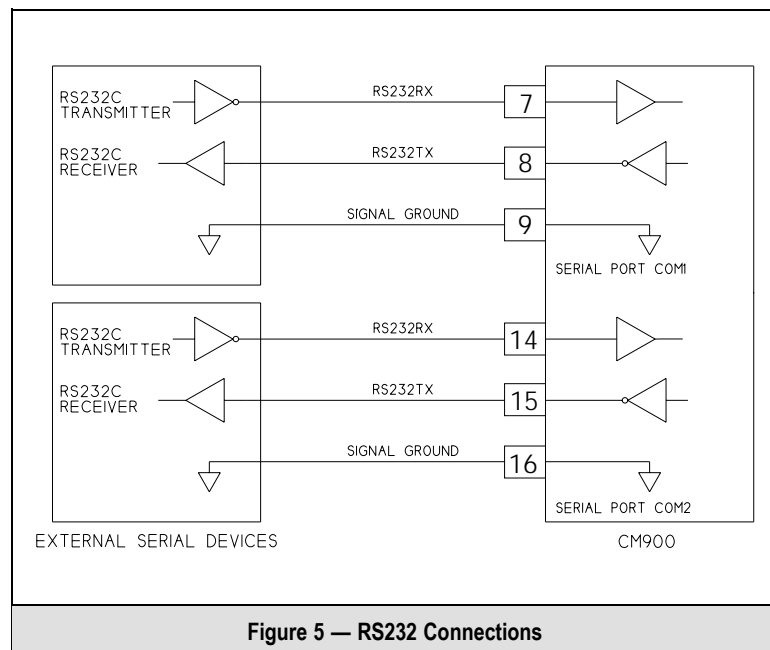 RS232C
TRANSMITTER
RS232RX
7
RS232C
RECEIVER
RS232TX
8
SIGNAL GROUND
9
SERIAL PORT COM1
RS232C
TRANSMITTER
RS232RX
14
RS232C
RECEIVER
RS232TX
15
SIGNAL GROUND
16
SERIAL PORT COM2
EXTERNAL SERIAL DEVICES
CM900
Figure 5 — RS232 Connections